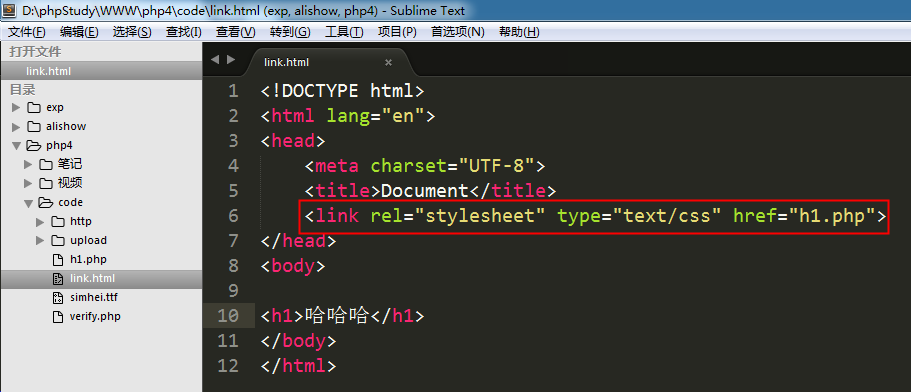 D:\phpStudy\WWW\php4\code\link.html (exp, alishow, php4) - Sublime Text
文件(F) 编辑(E) 选择(S) 查找(I) 查看(V) 转到(G) 工具(T) 项目(P) 首选项(N) 帮助(H)
打开文件
link.html
目录
exp
alishow
php4
笔记
视频
code
http
upload
h1.php
link.html
simhei.ttf
verify.php
link.html ×
1 <!DOCTYPE html>
2 <html lang="en">
3 <head>
4 <meta charset="UTF-8">
5 <title>Document</title>
6 <link rel="stylesheet" type="text/css" href="h1.php">
7 </head>
8 <body>
9
10 <h1>哈哈哈</h1>
11 </body>
12 </html>